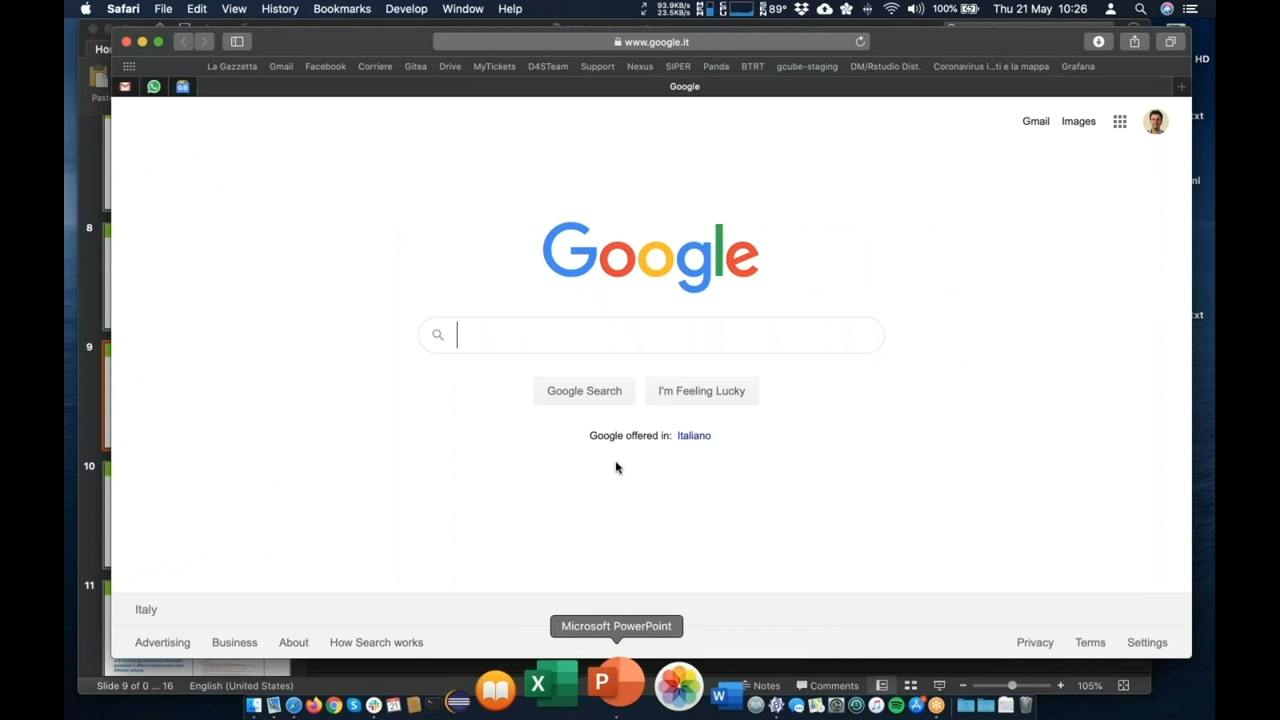 Safari File Edit View History Bookmarks Develop Window Help 93.9KB/s 23.5KB/s 89° 100% Thu 21 May 10:26
www.google.it
La Gazzetta Gmail Facebook Corriere Gitea Drive MyTickets D4STeam Support Nexus SIPER Panda BTRT gcube-staging DM/Rstudio Dist. Coronavirus i...ti e la mappa Grafana
Google
Gmail Images
Google
Google Search I'm Feeling Lucky
Google offered in: Italiano
8
9
10
11
Italy
Microsoft PowerPoint
Advertising Business About How Search works Privacy Terms Settings
Slide 9 of 0 ... 16 English (United States) Notes Comments 105%